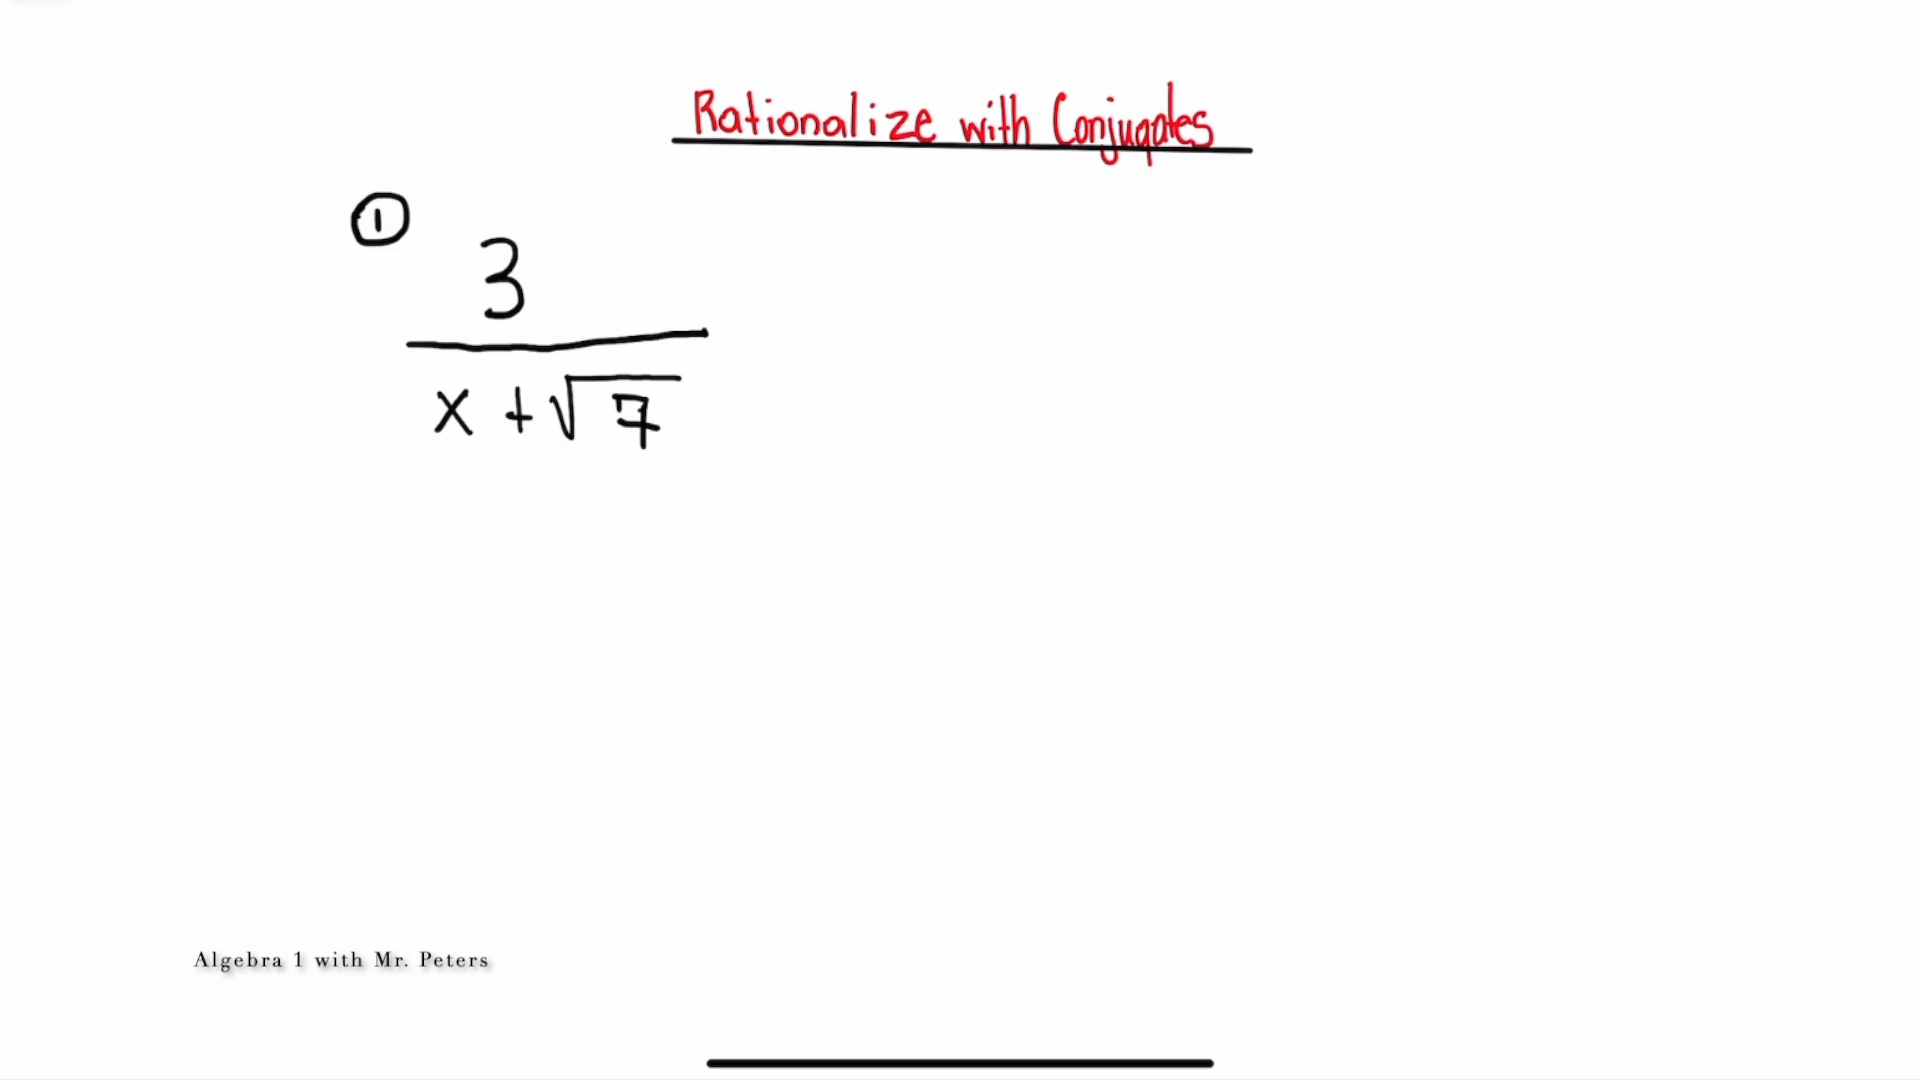 Rationalize with Conjugates
①
3
x + √7
Algebra 1 with Mr. Peters